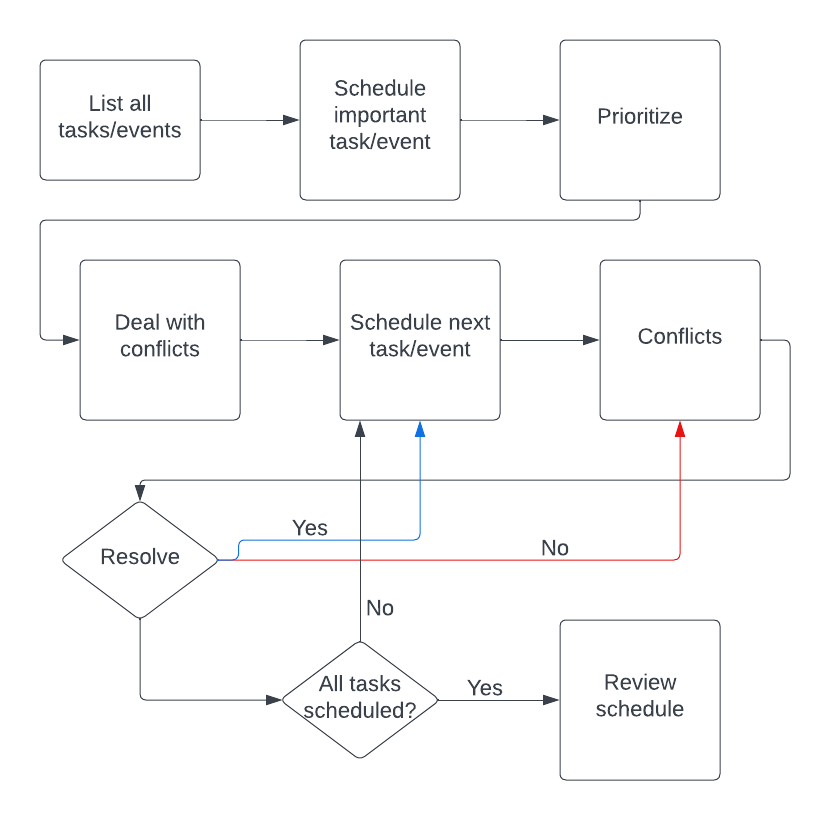 List all
tasks/events
Schedule
important
task/event
Prioritize
Deal with
conflicts
Schedule next
task/event
Conflicts
Resolve
Yes
No
No
All tasks
scheduled?
Yes
Review
schedule